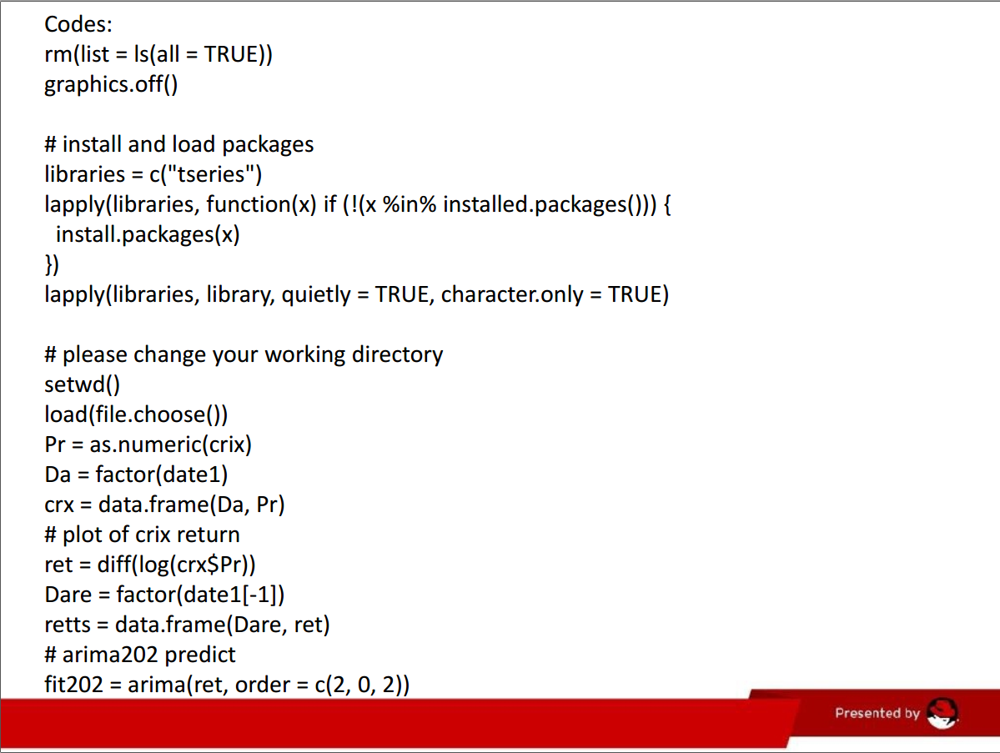 Codes:
rm(list = ls(all = TRUE))
graphics.off()
# install and load packages
libraries = c("tseries")
lapply(libraries, function(x) if (!(x %in% installed.packages())) {
install.packages(x)
})
lapply(libraries, library, quietly = TRUE, character.only = TRUE)
# please change your working directory
setwd()
load(file.choose())
Pr = as.numeric(crix)
Da = factor(date1)
crx = data.frame(Da, Pr)
# plot of crix return
ret = diff(log(crx$Pr))
Dare = factor(date1[-1])
retts = data.frame(Dare, ret)
# arima202 predict
fit202 = arima(ret, order = c(2, 0, 2))
Presented by